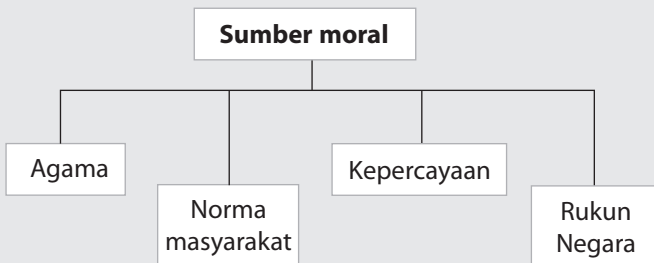 Sumber moral
Agama
Norma
masyarakat
Kepercayaan
Rukun
Negara